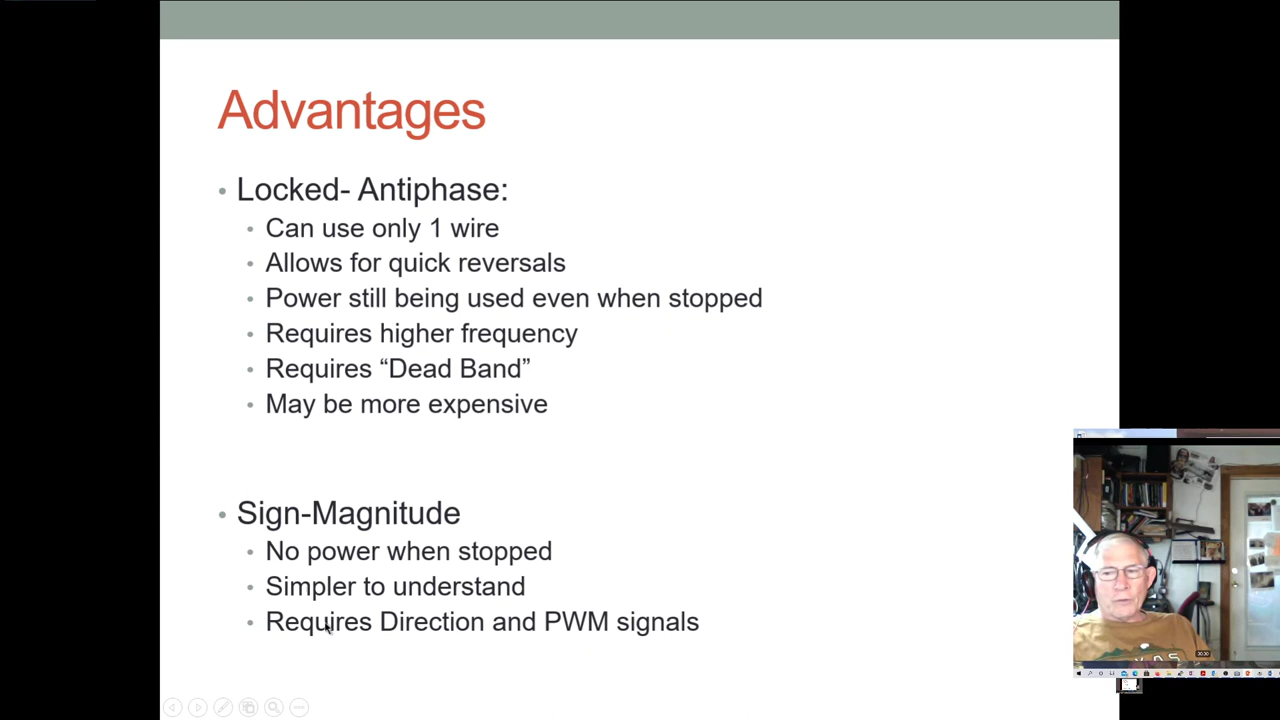 Advantages
• Locked- Antiphase:
• Can use only 1 wire
• Allows for quick reversals
• Power still being used even when stopped
• Requires higher frequency
• Requires “Dead Band”
• May be more expensive
• Sign-Magnitude
• No power when stopped
• Simpler to understand
• Requires Direction and PWM signals